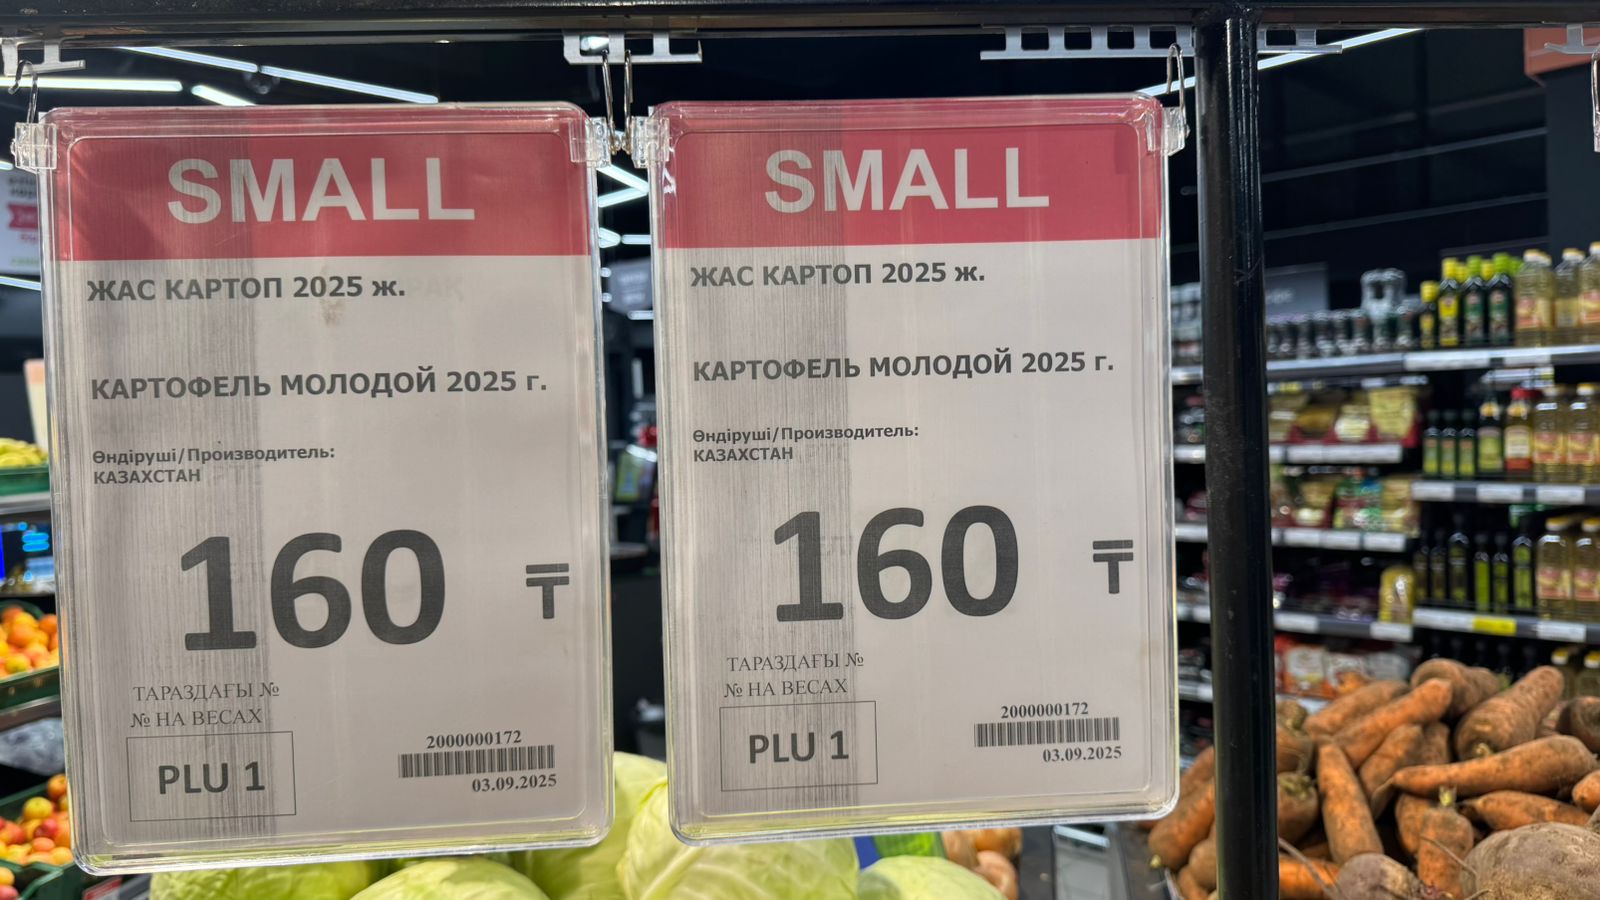 SMALL
ЖАС КАРТОП 2025 ж.
КАРТОФЕЛЬ МОЛОДОЙ 2025 г.
Өндіруші/Производитель:
КАЗАХСТАН
160 ₸
ТАРАЗДАҒЫ №
№ НА ВЕСАХ
PLU 1
2000000172
03.09.2025
SMALL
ЖАС КАРТОП 2025 ж.
КАРТОФЕЛЬ МОЛОДОЙ 2025 г.
Өндіруші/Производитель:
КАЗАХСТАН
160 ₸
ТАРАЗДАҒЫ №
№ НА ВЕСАХ
PLU 1
2000000172
03.09.2025